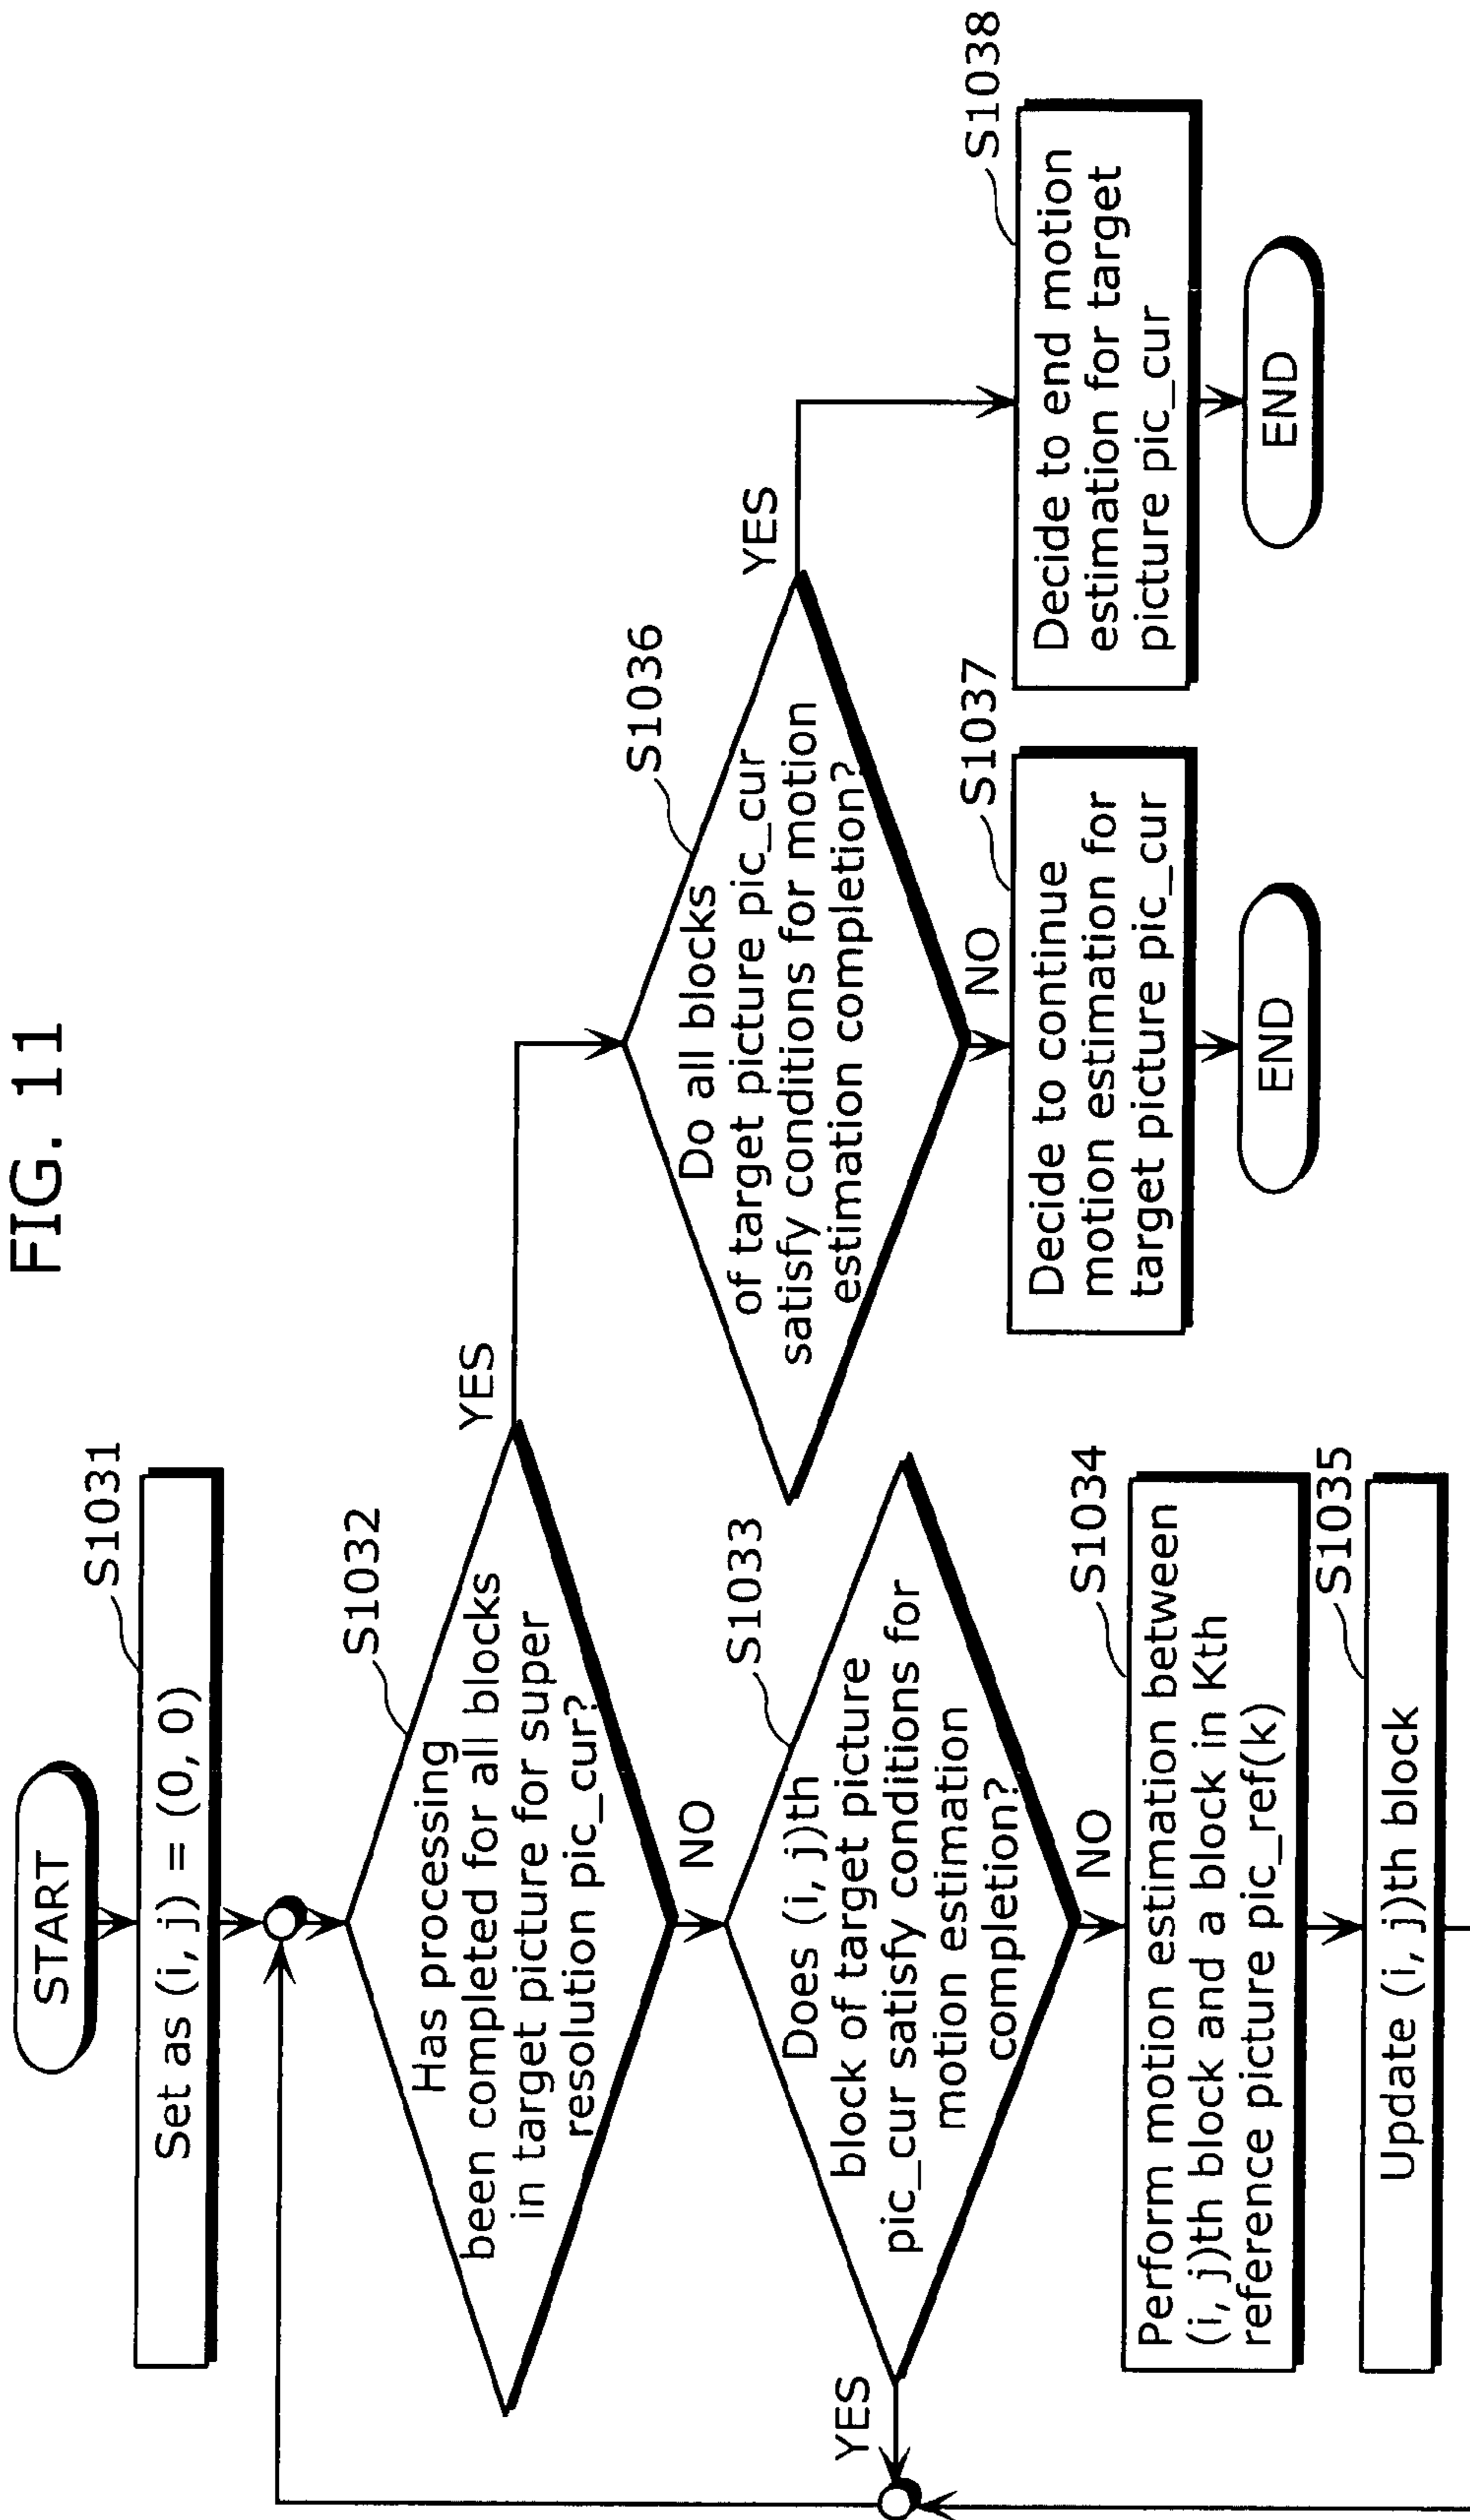 FIG. 11
START
S1031
Set as (i, j) = (0, 0)
S1032
Has processing
been completed for all blocks
in target picture for super
resolution pic_cur?
YES
NO
S1033
Does (i, j)th
block of target picture
pic_cur satisfy conditions for
motion estimation
completion?
YES
NO
S1034
Perform motion estimation between
(i, j)th block and a block in Kth
reference picture pic_ref(k)
S1035
Update (i, j)th block
S1036
Do all blocks
of target picture pic_cur
satisfy conditions for motion
estimation completion?
YES
NO
S1037
Decide to continue
motion estimation for
target picture pic_cur
END
S1038
Decide to end motion
estimation for target
picture pic_cur
END